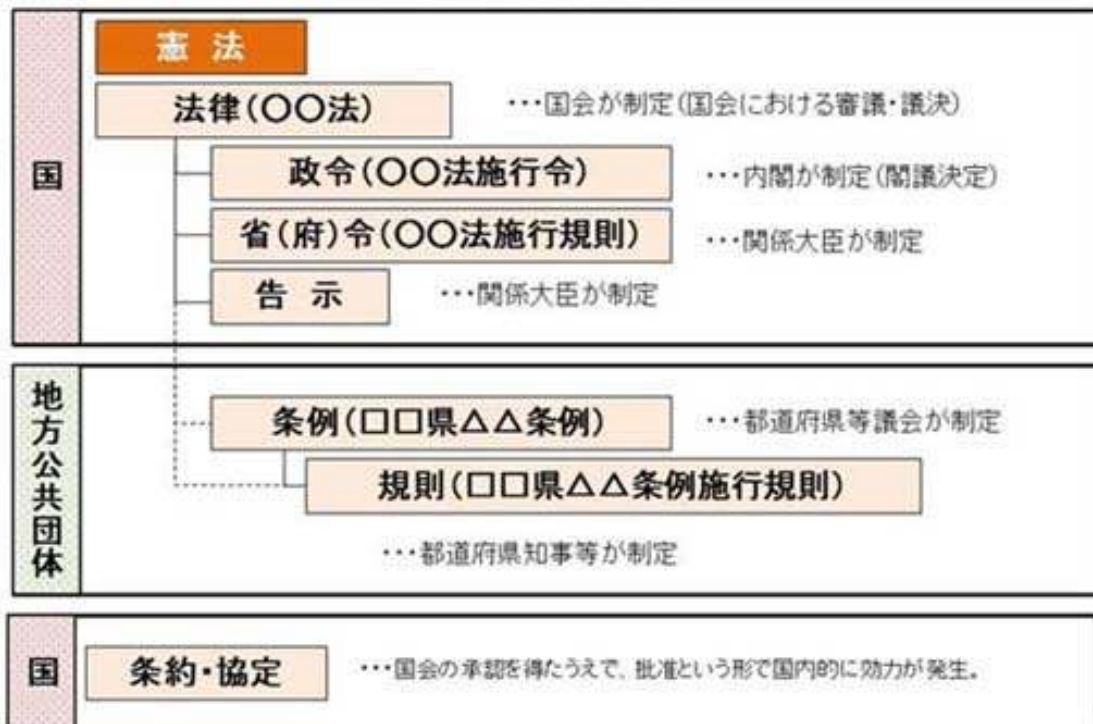 国
憲 法
法律(〇〇法)
･･･国会が制定(国会における審議・議決)
政令(〇〇法施行令)
･･･内閣が制定(閣議決定)
省(府)令(〇〇法施行規則)
･･･関係大臣が制定
告 示
･･･関係大臣が制定
地方公共団体
条例(□□県△△条例)
･･･都道府県等議会が制定
規則(□□県△△条例施行規則)
･･･都道府県知事等が制定
国
条約・協定
･･･国会の承認を得たうえで、批准という形で国内的に効力が発生。